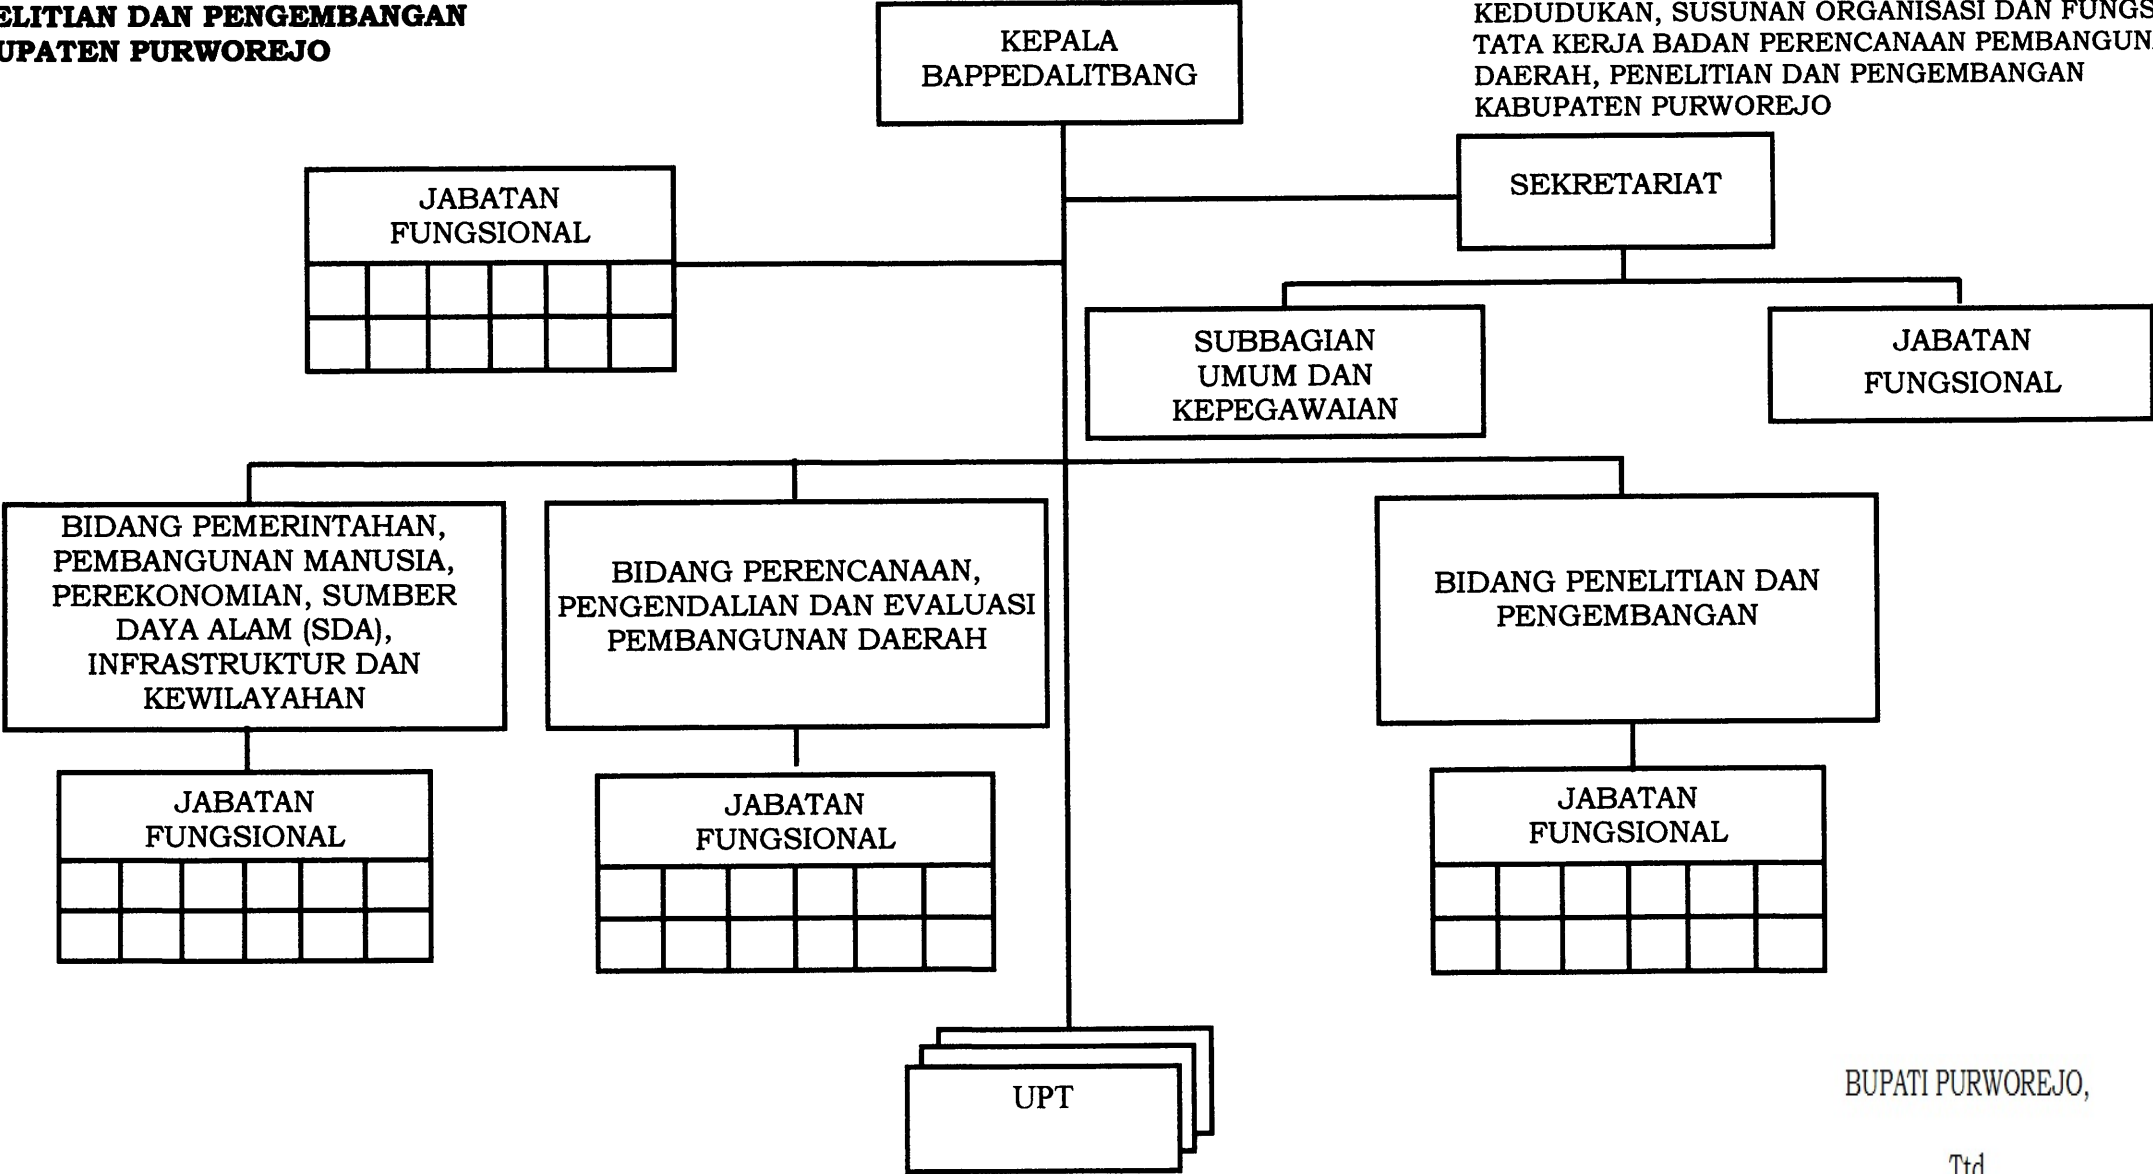 ELITIAN DAN PENGEMBANGAN
UPATEN PURWOREJO
KEPALA
BAPPEDALITBANG
KEDUDUKAN, SUSUNAN ORGANISASI DAN FUNGS
TATA KERJA BADAN PERENCANAAN PEMBANGUN
DAERAH, PENELITIAN DAN PENGEMBANGAN
KABUPATEN PURWOREJO
JABATAN
FUNGSIONAL
SEKRETARIAT
SUBBAGIAN
UMUM DAN
KEPEGAWAIAN
JABATAN
FUNGSIONAL
BIDANG PEMERINTAHAN,
PEMBANGUNAN MANUSIA,
PEREKONOMIAN, SUMBER
DAYA ALAM (SDA),
INFRASTRUKTUR DAN
KEWILAYAHAN
BIDANG PERENCANAAN,
PENGENDALIAN DAN EVALUASI
PEMBANGUNAN DAERAH
BIDANG PENELITIAN DAN
PENGEMBANGAN
JABATAN
FUNGSIONAL
JABATAN
FUNGSIONAL
JABATAN
FUNGSIONAL
UPT
BUPATI PURWOREJO,
Ttd